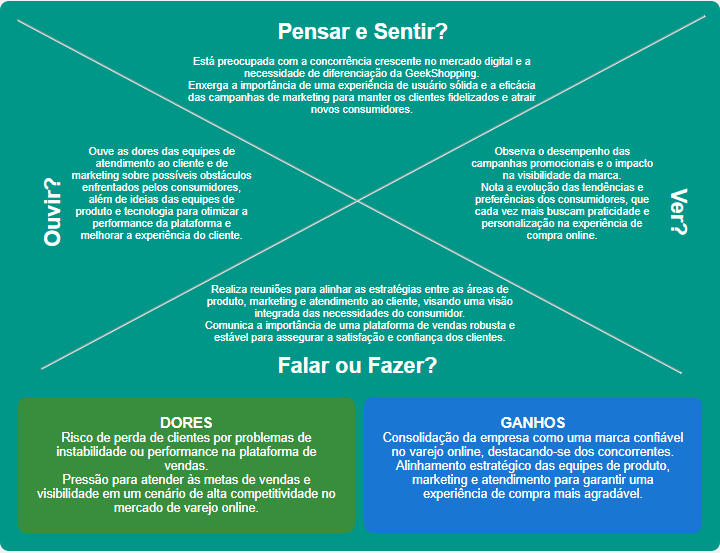 Pensar e Sentir?
Está preocupada com a concorrência crescente no mercado digital e a
necessidade de diferenciação da GeekShopping.
Enxerga a importância de uma experiência de usuário sólida e a eficácia
das campanhas de marketing para manter os clientes fidelizados e atrair
novos consumidores.
Ouvir?
Ouve as dores das equipes de
atendimento ao cliente e de
marketing sobre possíveis obstáculos
enfrentados pelos consumidores,
além de ideias das equipes de
produto e tecnologia para otimizar a
performance da plataforma e
melhorar a experiência do cliente.
Observa o desempenho das
campanhas promocionais e o impacto
na visibilidade da marca.
Nota a evolução das tendências e
preferências dos consumidores, que
cada vez mais buscam praticidade e
personalização na experiência de
compra online.
Ver?
Realiza reuniões para alinhar as estratégias entre as áreas de
produto, marketing e atendimento ao cliente, visando uma visão
integrada das necessidades do consumidor.
Comunica a importância de uma plataforma de vendas robusta e
estável para assegurar a satisfação e confiança dos clientes.
Falar ou Fazer?
DORES
Risco de perda de clientes por problemas de
instabilidade ou performance na plataforma de
vendas.
Pressão para atender às metas de vendas e
visibilidade em um cenário de alta competitividade no
mercado de varejo online.
GANHOS
Consolidação da empresa como uma marca confiável
no varejo online, destacando-se dos concorrentes.
Alinhamento estratégico das equipes de produto,
marketing e atendimento para garantir uma
experiência de compra mais agradável.